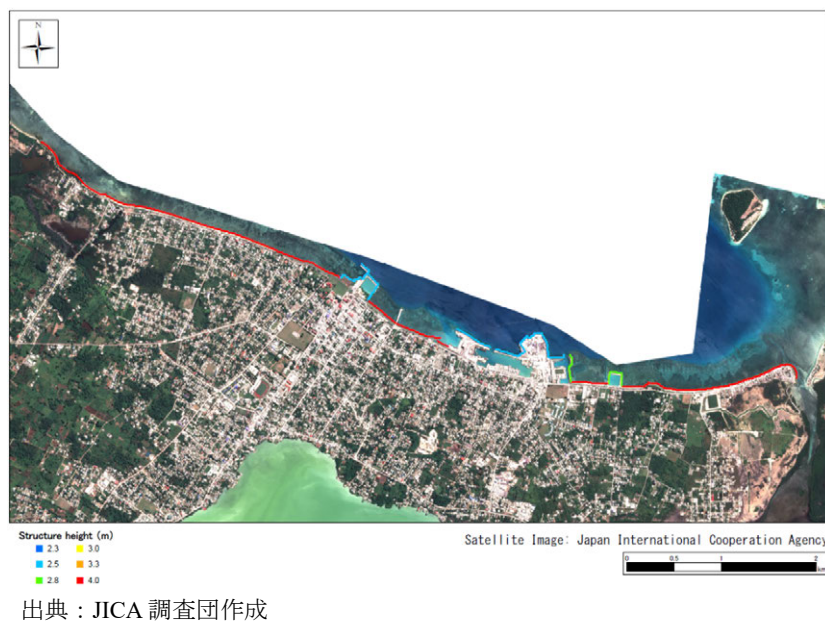 N
Structure height (m)
2.3 3.0
2.5 3.3
2.8 4.0
Satellite Image: Japan International Cooperation Agency
0 0.5 1 2
km
出典：JICA 調査団作成